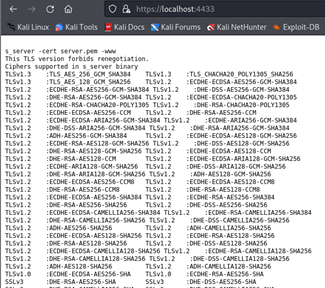 https://localhost:4433
Kali Linux Kali Tools Kali Docs Kali Forums Kali NetHunter Exploit-DB
s_server -cert server.pem -www
This TLS version forbids renegotiation.
Ciphers supported in s_server binary
TLSv1.3 :TLS_AES_256_GCM_SHA384 TLSv1.3 :TLS_CHACHA20_POLY1305_SHA256
TLSv1.3 :TLS_AES_128_GCM_SHA256 TLSv1.2 :ECDHE-ECDSA-AES256-GCM-SHA384
TLSv1.2 :ECDHE-RSA-AES256-GCM-SHA384 TLSv1.2 :DHE-DSS-AES256-GCM-SHA384
TLSv1.2 :DHE-RSA-AES256-GCM-SHA384 TLSv1.2 :ECDHE-ECDSA-CHACHA20-POLY1305
TLSv1.2 :ECDHE-RSA-CHACHA20-POLY1305 TLSv1.2 :DHE-RSA-CHACHA20-POLY1305
TLSv1.2 :ECDHE-ECDSA-AES256-CCM TLSv1.2 :DHE-RSA-AES256-CCM
TLSv1.2 :ECDHE-ECDSA-ARIA256-GCM-SHA384 TLSv1.2 :ECDHE-ARIA256-GCM-SHA384
TLSv1.2 :DHE-DSS-ARIA256-GCM-SHA384 TLSv1.2 :DHE-RSA-ARIA256-GCM-SHA384
TLSv1.2 :ADH-AES256-GCM-SHA384 TLSv1.2 :ECDHE-ECDSA-AES128-GCM-SHA256
TLSv1.2 :ECDHE-RSA-AES128-GCM-SHA256 TLSv1.2 :DHE-DSS-AES128-GCM-SHA256
TLSv1.2 :DHE-RSA-AES128-GCM-SHA256 TLSv1.2 :ECDHE-ECDSA-AES128-CCM
TLSv1.2 :DHE-RSA-AES128-CCM TLSv1.2 :ECDHE-ECDSA-ARIA128-GCM-SHA256
TLSv1.2 :ECDHE-ARIA128-GCM-SHA256 TLSv1.2 :DHE-DSS-ARIA128-GCM-SHA256
TLSv1.2 :DHE-RSA-ARIA128-GCM-SHA256 TLSv1.2 :ADH-AES128-GCM-SHA256
TLSv1.2 :ECDHE-ECDSA-AES256-CCM8 TLSv1.2 :ECDHE-ECDSA-AES128-CCM8
TLSv1.2 :DHE-RSA-AES256-CCM8 TLSv1.2 :DHE-RSA-AES128-CCM8
TLSv1.2 :ECDHE-ECDSA-AES256-SHA384 TLSv1.2 :ECDHE-RSA-AES256-SHA384
TLSv1.2 :DHE-RSA-AES256-SHA256 TLSv1.2 :DHE-DSS-AES256-SHA256
TLSv1.2 :ECDHE-ECDSA-CAMELLIA256-SHA384 TLSv1.2 :ECDHE-RSA-CAMELLIA256-SHA384
TLSv1.2 :DHE-RSA-CAMELLIA256-SHA256 TLSv1.2 :DHE-DSS-CAMELLIA256-SHA256
TLSv1.2 :ADH-AES256-SHA256 TLSv1.2 :ADH-CAMELLIA256-SHA256
TLSv1.2 :ECDHE-ECDSA-AES128-SHA256 TLSv1.2 :ECDHE-RSA-AES128-SHA256
TLSv1.2 :DHE-RSA-AES128-SHA256 TLSv1.2 :DHE-DSS-AES128-SHA256
TLSv1.2 :ECDHE-ECDSA-CAMELLIA128-SHA256 TLSv1.2 :ECDHE-RSA-CAMELLIA128-SHA256
TLSv1.2 :DHE-RSA-CAMELLIA128-SHA256 TLSv1.2 :DHE-DSS-CAMELLIA128-SHA256
TLSv1.2 :ADH-AES128-SHA256 TLSv1.2 :ADH-CAMELLIA128-SHA256
TLSv1.0 :ECDHE-ECDSA-AES256-SHA TLSv1.0 :ECDHE-RSA-AES256-SHA
SSLv3 :DHE-RSA-AES256-SHA SSLv3 :DHE-DSS-AES256-SHA